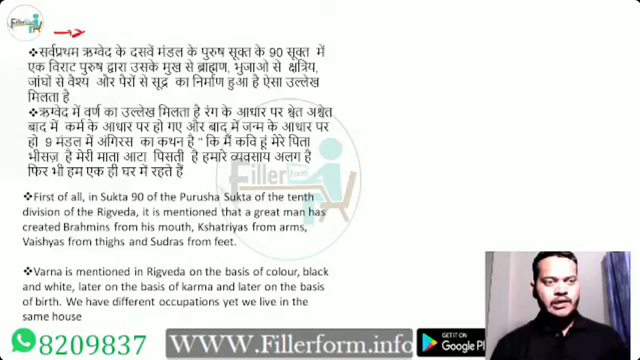 Filler Form
❖सर्वप्रथम ऋग्वेद के दसवें मंडल के पुरुष सूक्त के 90 सूक्त में
एक विराट पुरुष द्वारा उसके मुख से ब्राह्मण, भुजाओ से क्षत्रिय,
जांघों से वैश्य और पैरों से सूद्र का निर्माण हुआ है ऐसा उल्लेख
मिलता है
❖ऋग्वेद में वर्ण का उल्लेख मिलता है रंग के आधार पर श्वेत अश्वेत
बाद में कर्म के आधार पर हो गए और बाद में जन्म के आधार पर
हो 9 मंडल में अंगिरस का कथन है " कि मैं कवि हूं मेरे पिता
भीसज़ है मेरी माता आटा पिसती है हमारे व्यवसाय अलग है
फिर भी हम एक ही घर में रहते हैं
Filler Form
❖First of all, in Sukta 90 of the Purusha Sukta of the tenth
division of the Rigveda, it is mentioned that a great man has
created Brahmins from his mouth, Kshatriyas from arms,
Vaishyas from thighs and Sudras from feet.
❖Varna is mentioned in Rigveda on the basis of colour, black
and white, later on the basis of karma and later on the basis
of birth. We have different occupations yet we live in the
same house
8209837 WWW.Fillerform.info GET IT ON Google Pl